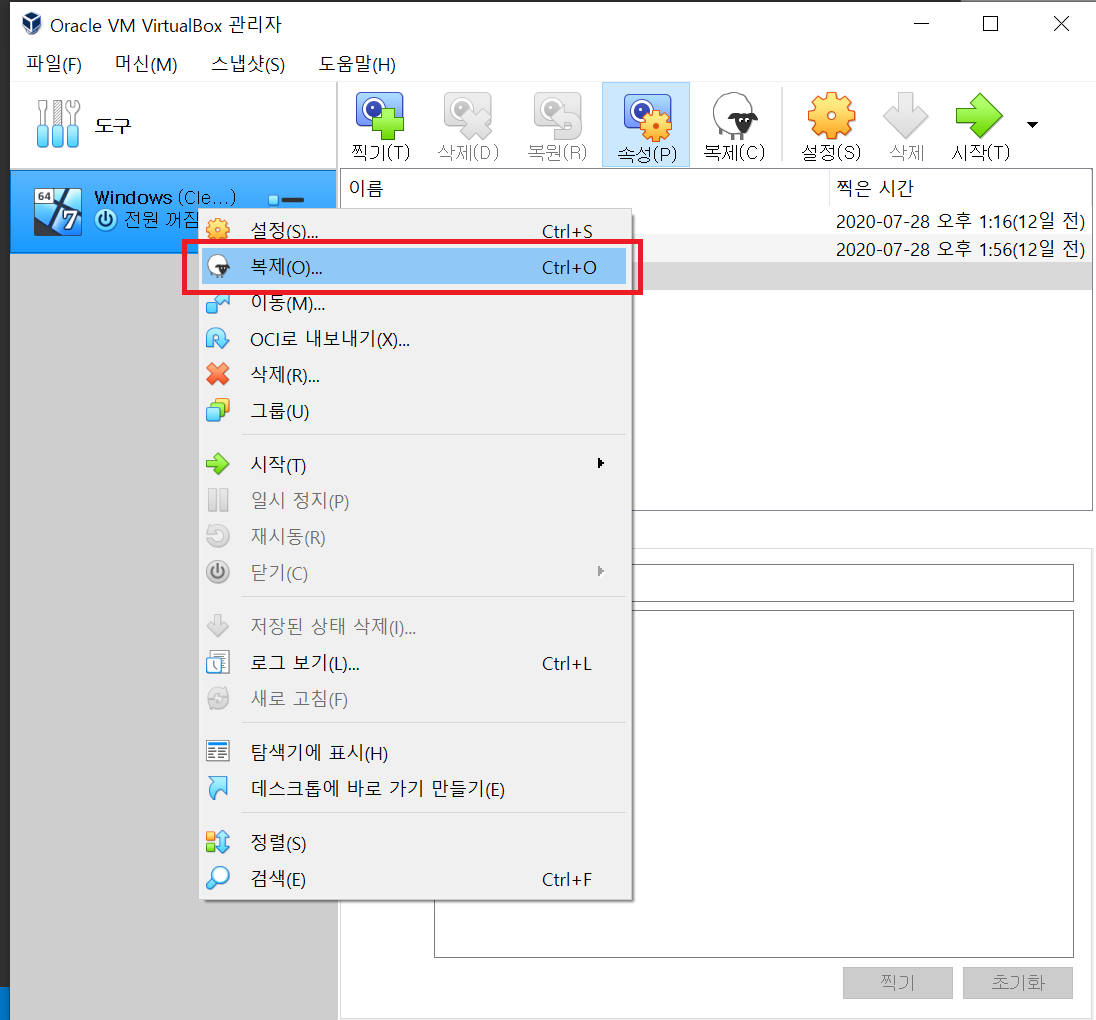 Oracle VM VirtualBox 관리자
파일(F) 머신(M) 스냅샷(S) 도움말(H)
도구
찍기(T) 삭제(D) 복원(R) 속성(P) 복제(C) 설정(S) 삭제 시작(T)
64
7
Windows (Cle...)
전원 꺼짐
이름 찍은 시간
2020-07-28 오후 1:16(12일 전)
2020-07-28 오후 1:56(12일 전)
설정(S)... Ctrl+S
복제(O)... Ctrl+O
이동(M)...
OCI로 내보내기(X)...
삭제(R)...
그룹(U)
시작(T)
일시 정지(P)
재시동(R)
닫기(C)
저장된 상태 삭제(I)...
로그 보기(L)... Ctrl+L
새로 고침(F)
탐색기에 표시(H)
데스크톱에 바로 가기 만들기(E)
정렬(S)
검색(E) Ctrl+F
찍기 초기화